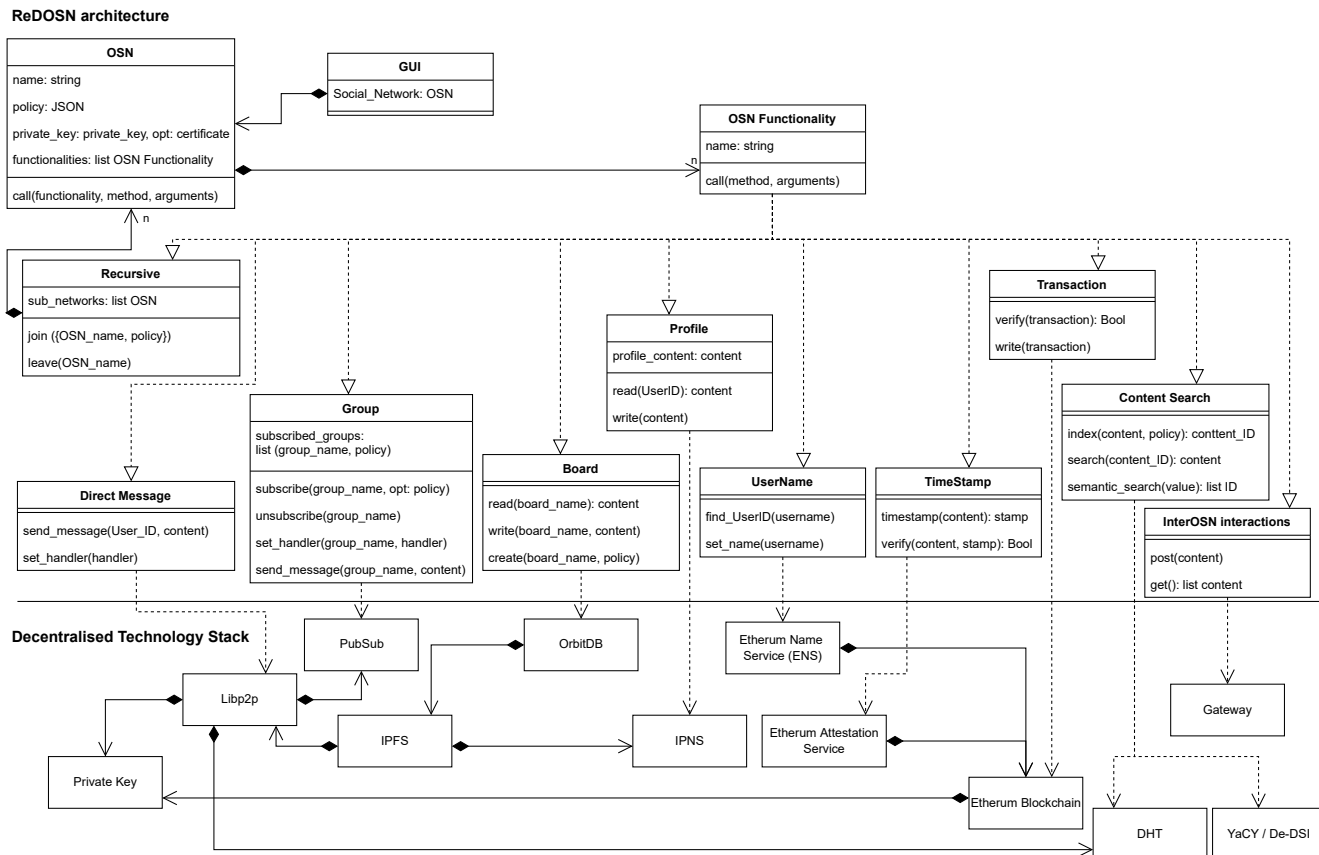 ReDOSN architecture
OSN
name: string
policy: JSON
private_key: private_key, opt: certificate
functionalities: list OSN Functionality
call(functionality, method, arguments)
GUI
Social_Network: OSN
OSN Functionality
name: string
call(method, arguments)
n
n
Recursive
sub_networks: list OSN
join ({OSN_name, policy})
leave(OSN_name)
Transaction
verify(transaction): Bool
write(transaction)
Profile
profile_content: content
read(UserID): content
write(content)
Group
subscribed_groups:
list (group_name, policy)
subscribe(group_name, opt: policy)
unsubscribe(group_name)
set_handler(group_name, handler)
send_message(group_name, content)
Content Search
index(content, policy): conttent_ID
search(content_ID): content
semantic_search(value): list ID
Direct Message
send_message(User_ID, content)
set_handler(handler)
Board
read(board_name): content
write(board_name, content)
create(board_name, policy)
UserName
find_UserID(username)
set_name(username)
TimeStamp
timestamp(content): stamp
verify(content, stamp): Bool
InterOSN interactions
post(content)
get(): list content
Decentralised Technology Stack
PubSub
OrbitDB
Etherum Name
Service (ENS)
Libp2p
Gateway
IPFS
IPNS
Etherum Attestation
Service
Private Key
Etherum Blockchain
DHT
YaCY / De-DSI